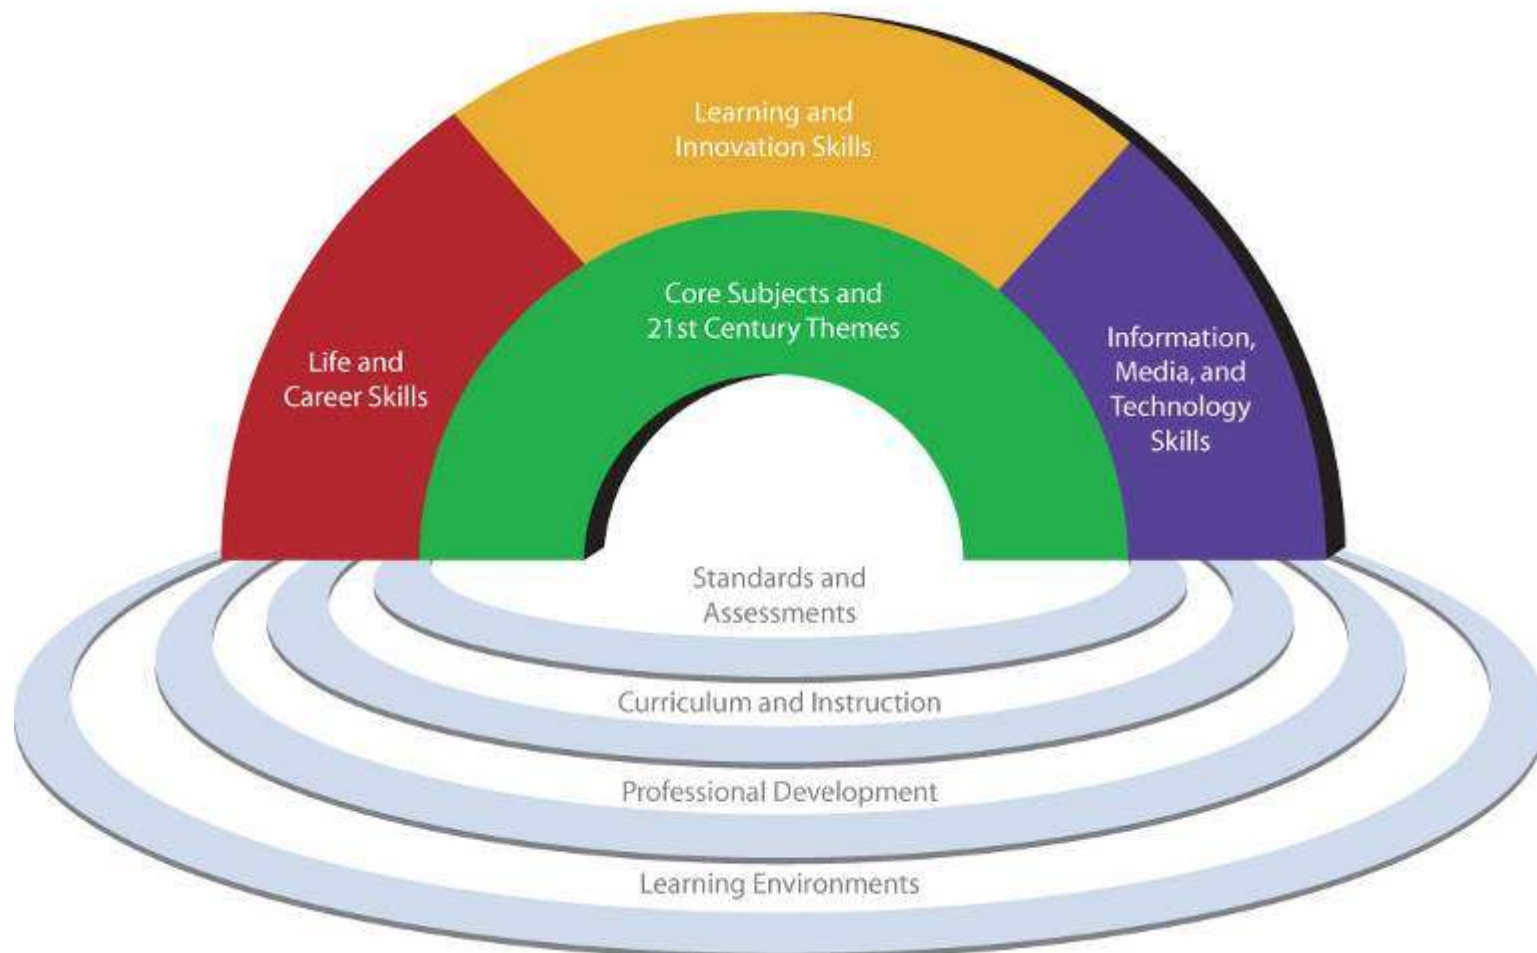 Learning and
Innovation Skills
Core Subjects and
21st Century Themes
Life and
Career Skills
Information,
Media, and
Technology
Skills
Standards and
Assessments
Curriculum and Instruction
Professional Development
Learning Environments